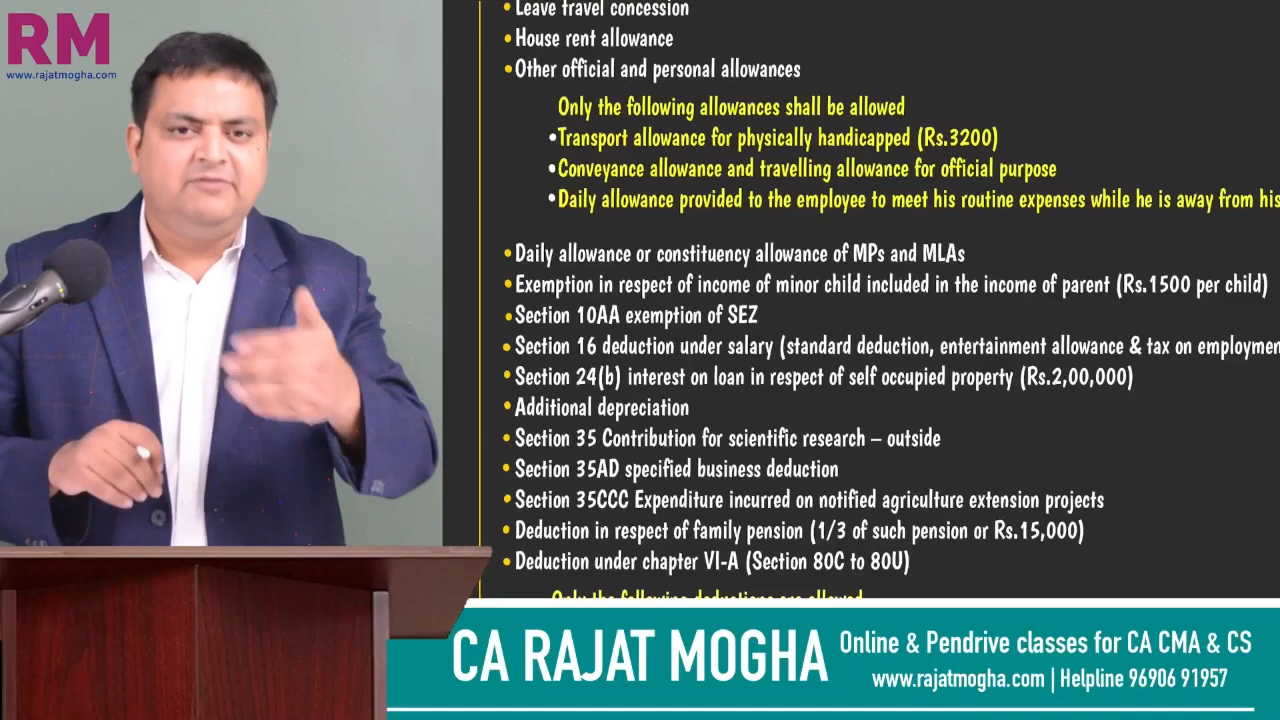 RM
www.rajatmogha.com
•Leave travel concession
•House rent allowance
•Other official and personal allowances
Only the following allowances shall be allowed
•Transport allowance for physically handicapped (Rs.3200)
•Conveyance allowance and travelling allowance for official purpose
•Daily allowance provided to the employee to meet his routine expenses while he is away from his
•Daily allowance or constituency allowance of MPs and MLAs
•Exemption in respect of income of minor child included in the income of parent (Rs.1500 per child)
•Section 10AA exemption of SEZ
•Section 16 deduction under salary (standard deduction, entertainment allowance & tax on employmen
•Section 24(b) interest on loan in respect of self occupied property (Rs.2,00,000)
•Additional depreciation
•Section 35 Contribution for scientific research – outside
•Section 35AD specified business deduction
•Section 35CCC Expenditure incurred on notified agriculture extension projects
•Deduction in respect of family pension (1/3 of such pension or Rs.15,000)
•Deduction under chapter VI-A (Section 80C to 80U)
Only the following deductions are allowed
CA RAJAT MOGHA
Online & Pendrive classes for CA CMA & CS
www.rajatmogha.com | Helpline 96906 91957